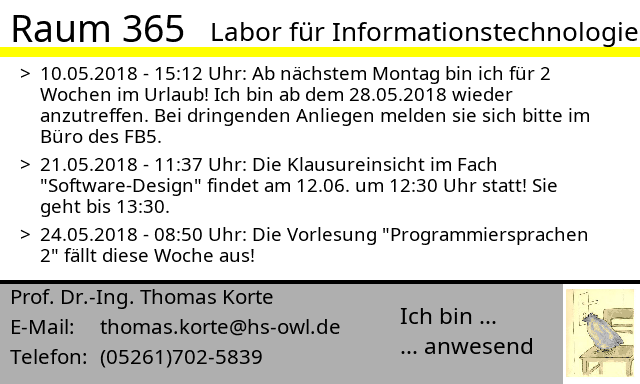 Raum 365 Labor für Informationstechnologie
> 10.05.2018 - 15:12 Uhr: Ab nächstem Montag bin ich für 2
Wochen im Urlaub! Ich bin ab dem 28.05.2018 wieder
anzutreffen. Bei dringenden Anliegen melden sie sich bitte im
Büro des FB5.
> 21.05.2018 - 11:37 Uhr: Die Klausureinsicht im Fach
"Software-Design" findet am 12.06. um 12:30 Uhr statt! Sie
geht bis 13:30.
> 24.05.2018 - 08:50 Uhr: Die Vorlesung "Programmiersprachen
2" fällt diese Woche aus!
Prof. Dr.-Ing. Thomas Korte
E-Mail: thomas.korte@hs-owl.de
Telefon: (05261)702-5839
Ich bin ...
... anwesend